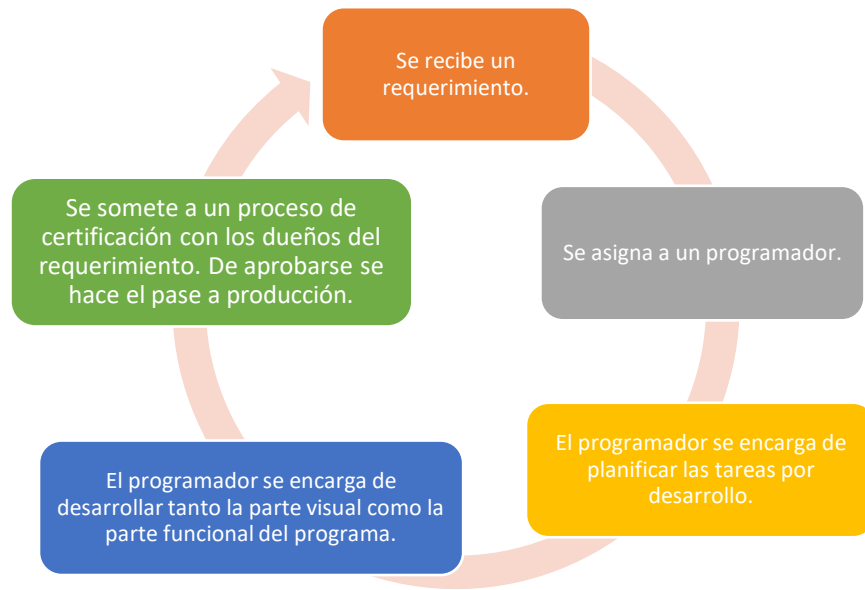 Se recibe un
requerimiento.
Se asigna a un programador.
El programador se encarga de
planificar las tareas por
desarrollo.
El programador se encarga de
desarrollar tanto la parte visual como la
parte funcional del programa.
Se somete a un proceso de
certificación con los dueños del
requerimiento. De aprobarse se
hace el pase a producción.